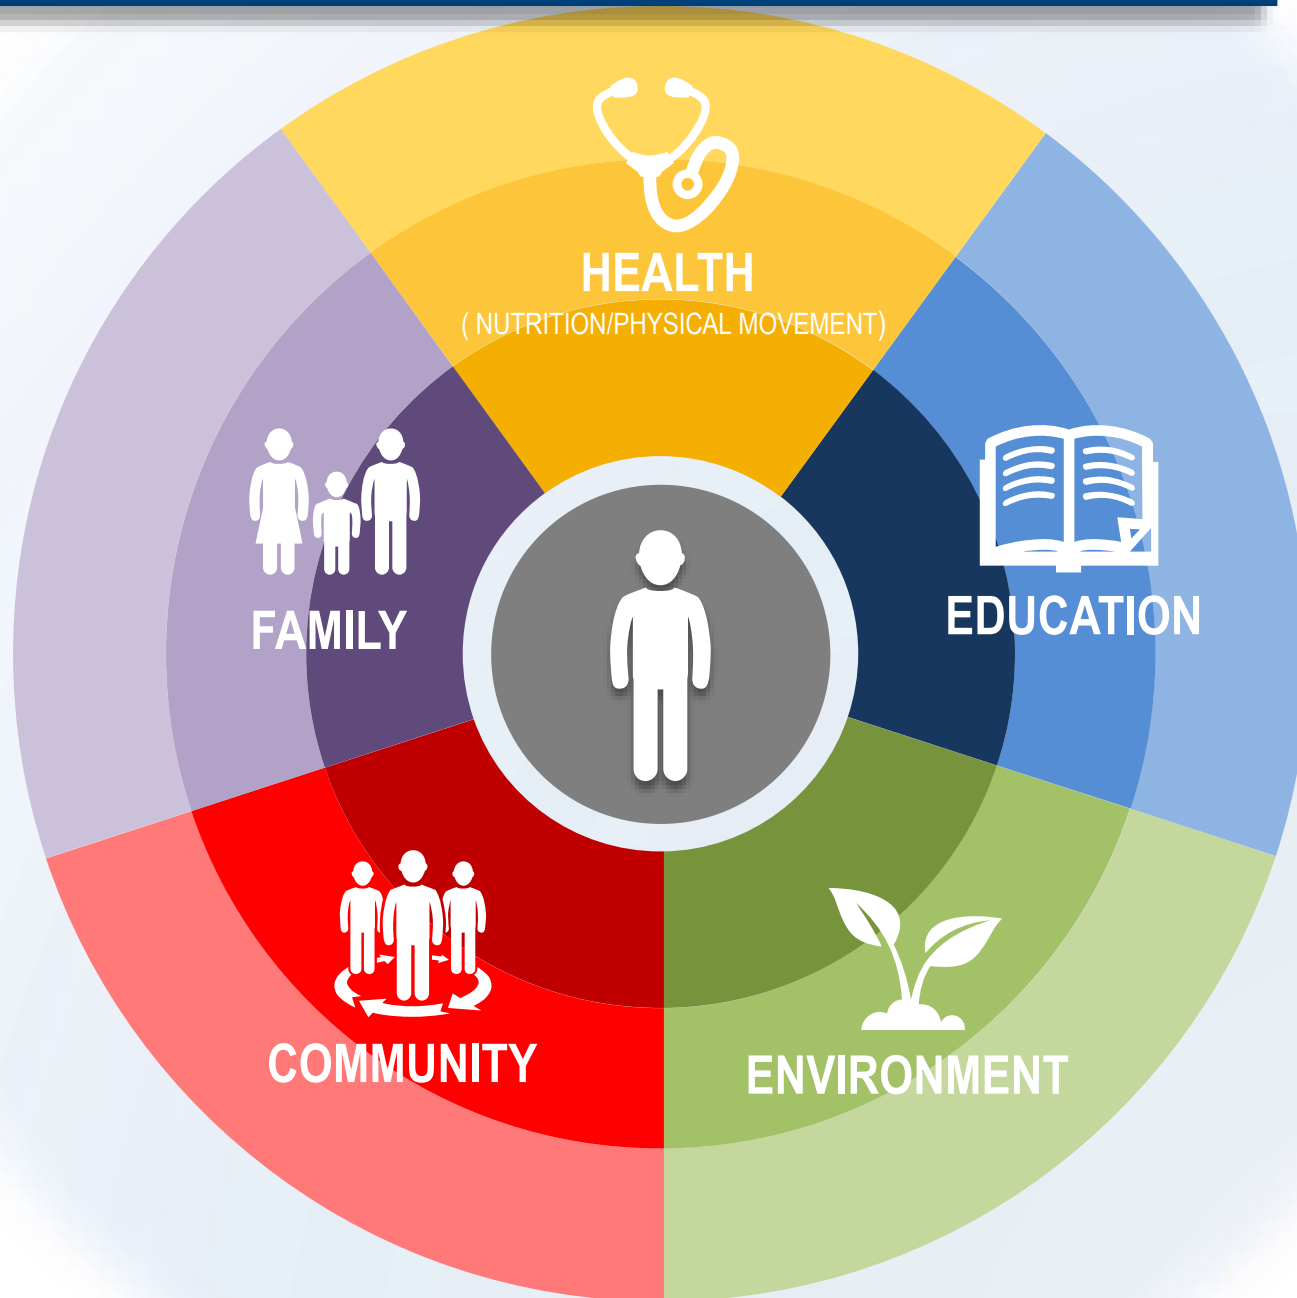 HEALTH
( NUTRITION/PHYSICAL MOVEMENT)
FAMILY
EDUCATION
COMMUNITY
ENVIRONMENT